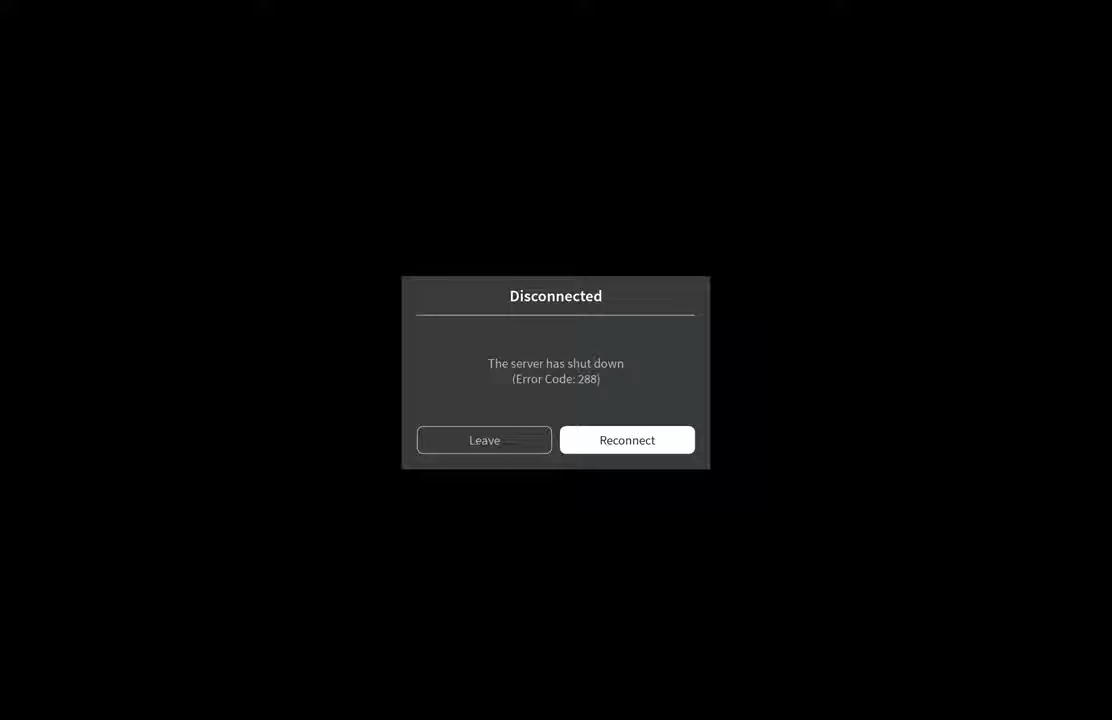 Disconnected
The server has shut down
(Error Code: 288)
Leave
Reconnect